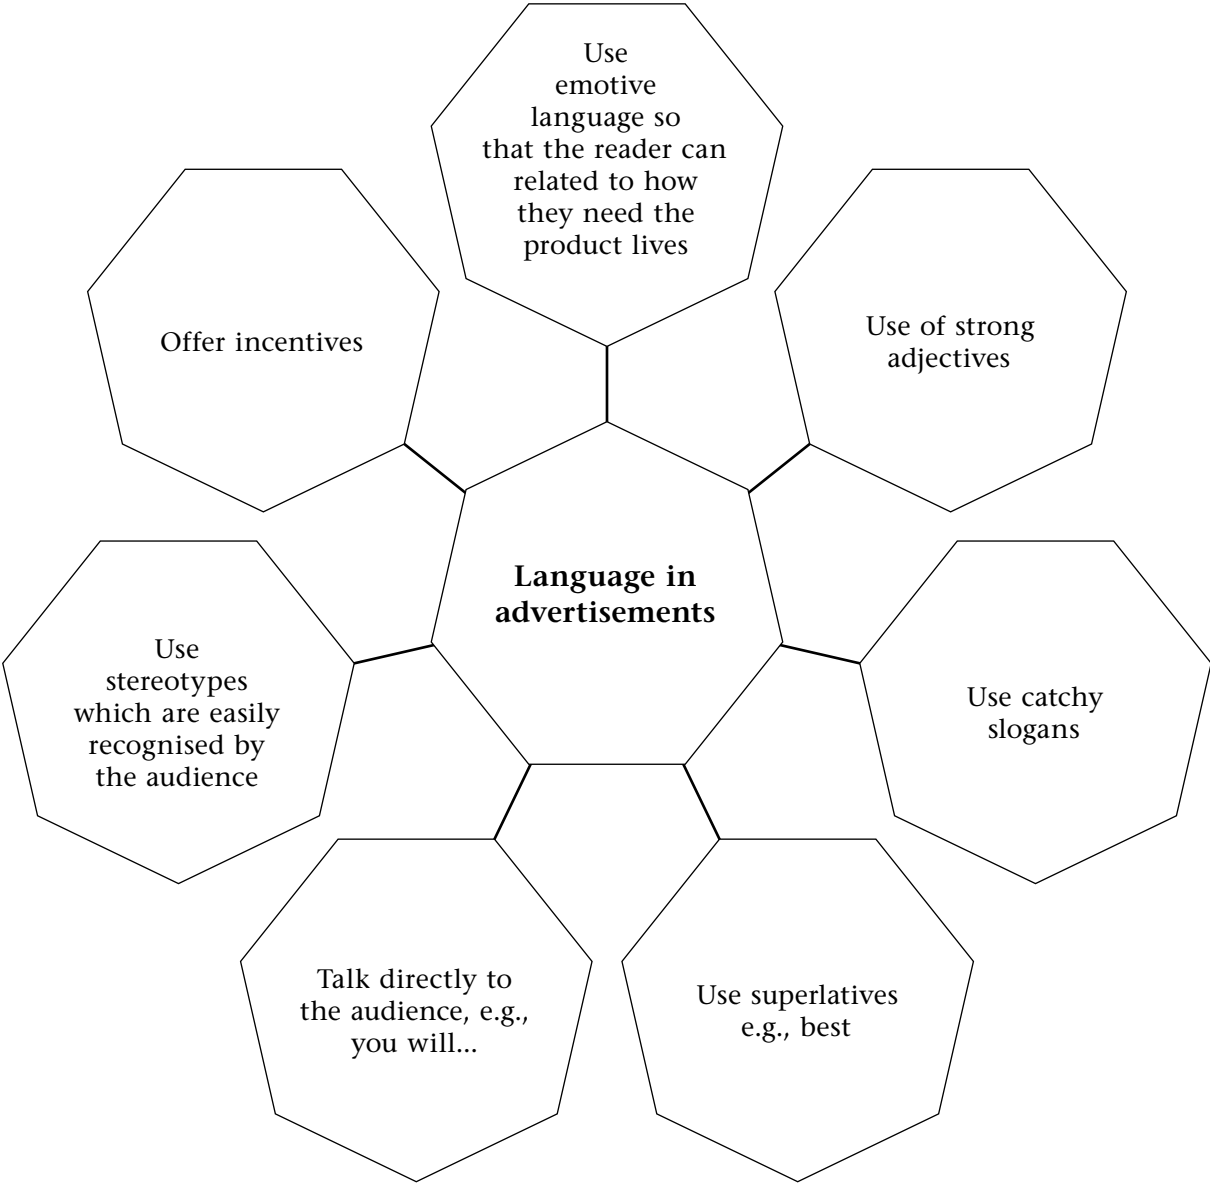 Use
emotive
language so
that the reader can
related to how
they need the
product lives
Offer incentives
Use of strong
adjectives
Language in
advertisements
Use
stereotypes
which are easily
recognised by
the audience
Use catchy
slogans
Talk directly to
the audience, e.g.,
you will...
Use superlatives
e.g., best